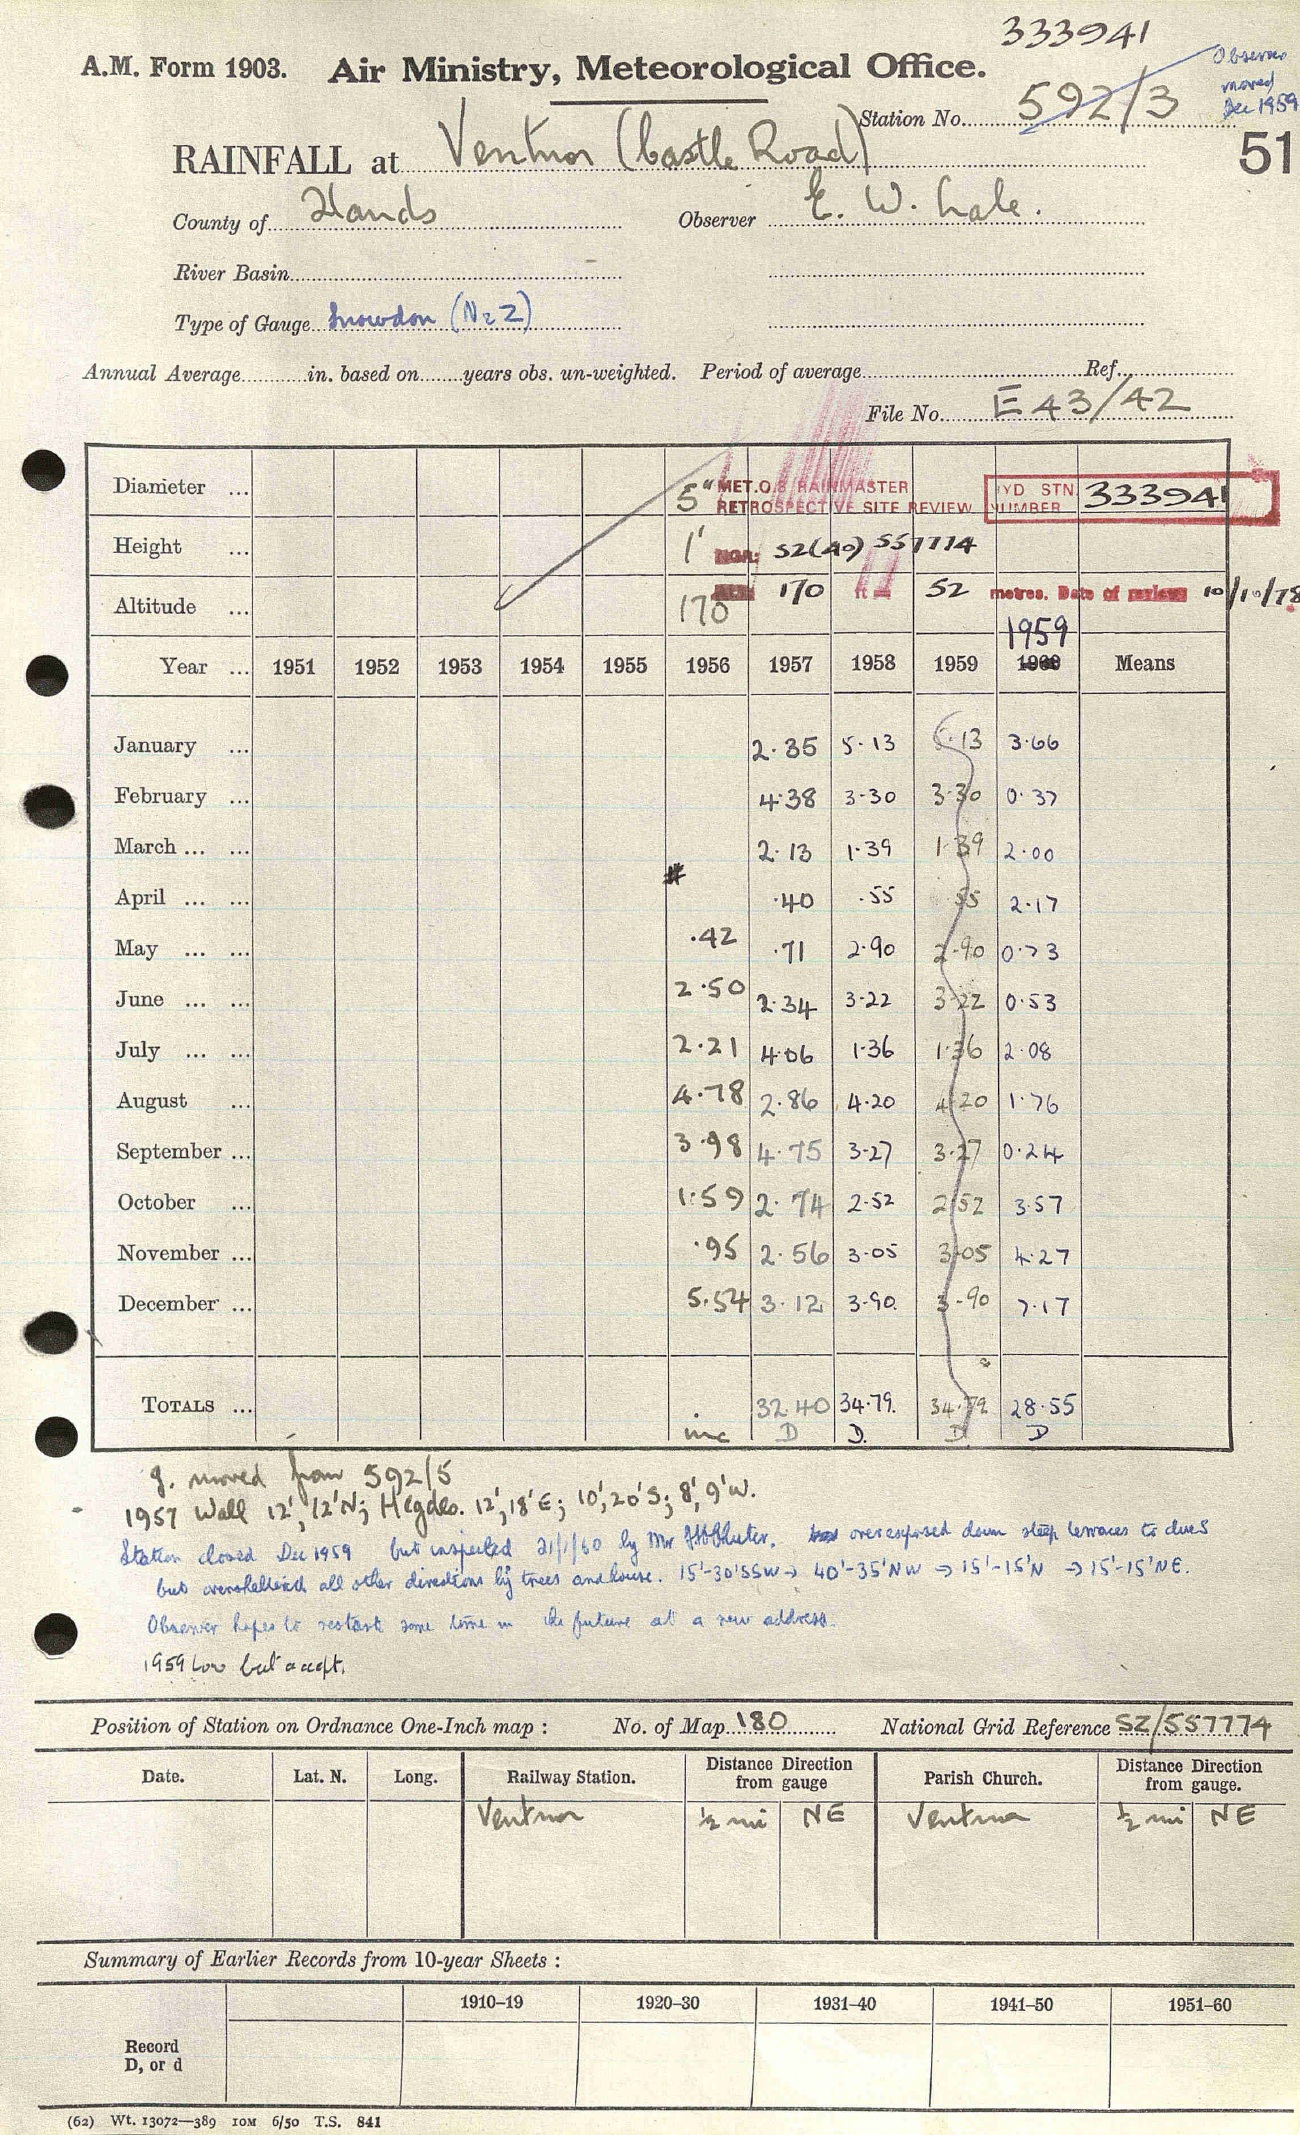 333941
A.M. Form 1903. Air Ministry, Meteorological Office.
Observer moved Dec 1959
Station No. 592/3
51
RAINFALL at Ventnor (Castle Road)
County of Hands Observer E. W.
River Basin
Type of Gauge Snowdon (No 2)
Annual Average in. based on years obs. un-weighted. Period of average Ref.
File No. E43/42
Diameter ... 5" MET.O.8 RAINMASTER RETROSPECTIVE SITE REVIEW HYD STN. NUMBER 333941
Height ... 1' NGR: SZ(40) 557774
Altitude ... 170 Alt: 170 ft 52 metres. Date of review 10/10/78
1959
Year ... 1951 1952 1953 1954 1955 1956 1957 1958 1959 1960 Means
January ... 2.35 5.13 5.13 3.66
February ... 4.38 3.30 3.30 0.37
March ... ... 2.13 1.39 1.39 2.00
#
April ... ... .40 .55 .55 2.17
May ... ... .42 .71 2.90 2.90 0.73
June ... ... 2.50 2.34 3.22 3.22 0.53
July ... ... 2.21 4.06 1.36 1.36 2.08
August ... 4.78 2.86 4.20 4.20 1.76
September ... 3.98 4.75 3.27 3.27 0.24
October ... 1.59 2.74 2.52 2.52 3.57
November ... .95 2.56 3.05 3.05 4.27
December ... 5.54 3.12 3.90 3.90 7.17
TOTALS ... inc 32.40 D 34.79 D. 34.79 D 28.55 D
g. moved from 592/5
1957 Wall 12', 12'N; Hedges. 12', 18'E; 10', 20'S; 8', 9'W.
Station closed Dec 1959 but inspected 21/1/60 by Mr over exposed down steep terraces to due S
but oversheltered in all other directions by trees and house. 15'-30'SSW → 40'-35'NW → 15'-15'N → 15'-15'NE.
Observer hopes to restart some time in the future at a new address.
1959 Low but accept.
Position of Station on Ordnance One-Inch map : No. of Map 180 National Grid Reference SZ/557774
Date. Lat. N. Long. Railway Station. Distance Direction from gauge Parish Church. Distance Direction from gauge.
Ventnor ½ mi NE Ventnor ½ mi NE
Summary of Earlier Records from 10-year Sheets :
1910–19 1920–30 1931–40 1941–50 1951–60
Record
D, or d
(62) Wt. 13072—389 10M 6/50 T.S. 841